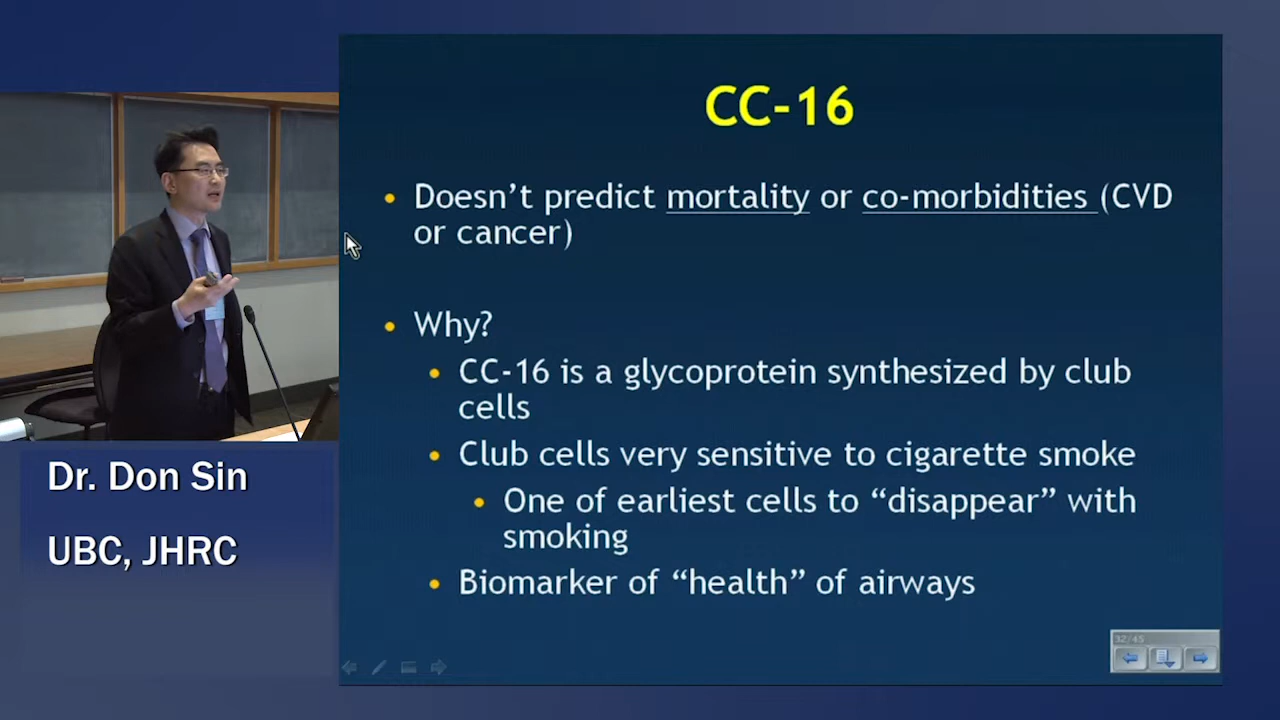 CC-16
• Doesn't predict mortality or co-morbidities (CVD
or cancer)
• Why?
• CC-16 is a glycoprotein synthesized by club
cells
• Club cells very sensitive to cigarette smoke
• One of earliest cells to “disappear” with
smoking
• Biomarker of “health” of airways
Dr. Don Sin
UBC, JHRC
32/45